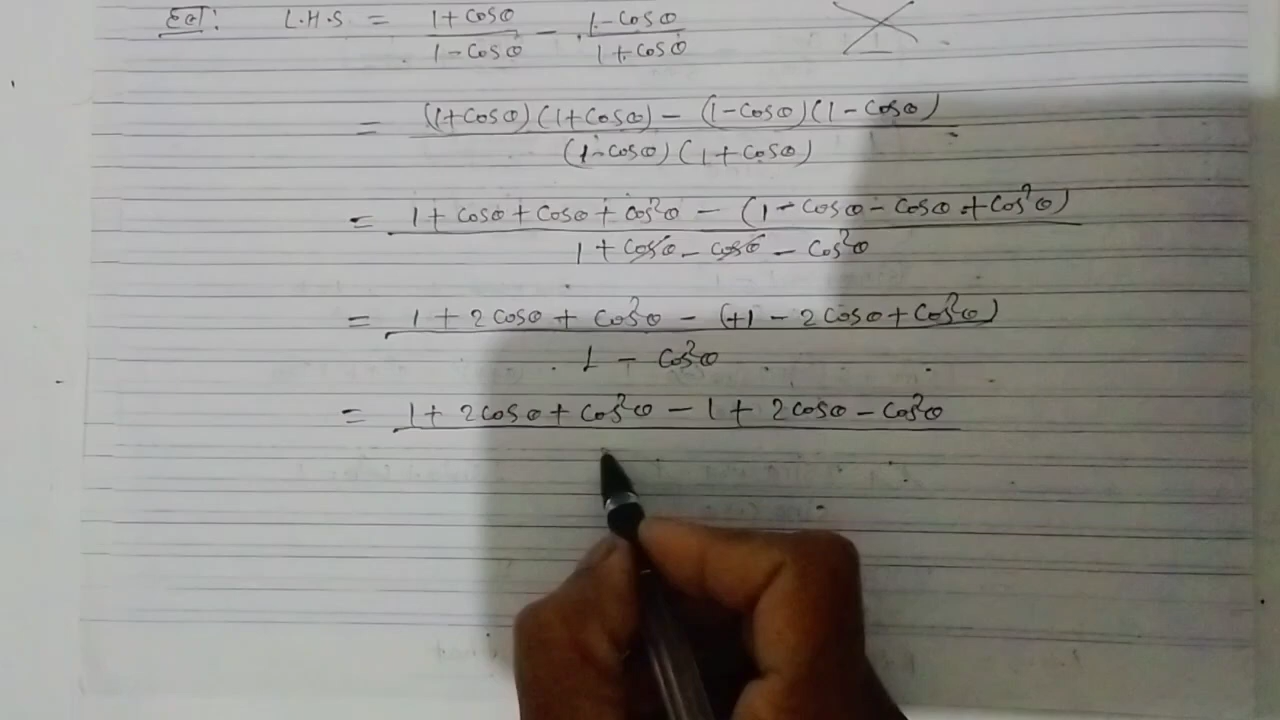 हल: L.H.S = 1+cosθ / 1-cosθ - 1-cosθ / 1+cosθ
= (1+cosθ)(1+cosθ) - (1-cosθ)(1-cosθ) / (1-cosθ)(1+cosθ)
= 1+cosθ+cosθ+cos²θ - (1-cosθ-cosθ+cos²θ) / 1+cosθ-cosθ-cos²θ
= 1+2cosθ+cos²θ - (+1-2cosθ+cos²θ) / 1-cos²θ
= 1+2cosθ+cos²θ-1+2cosθ-cos²θ